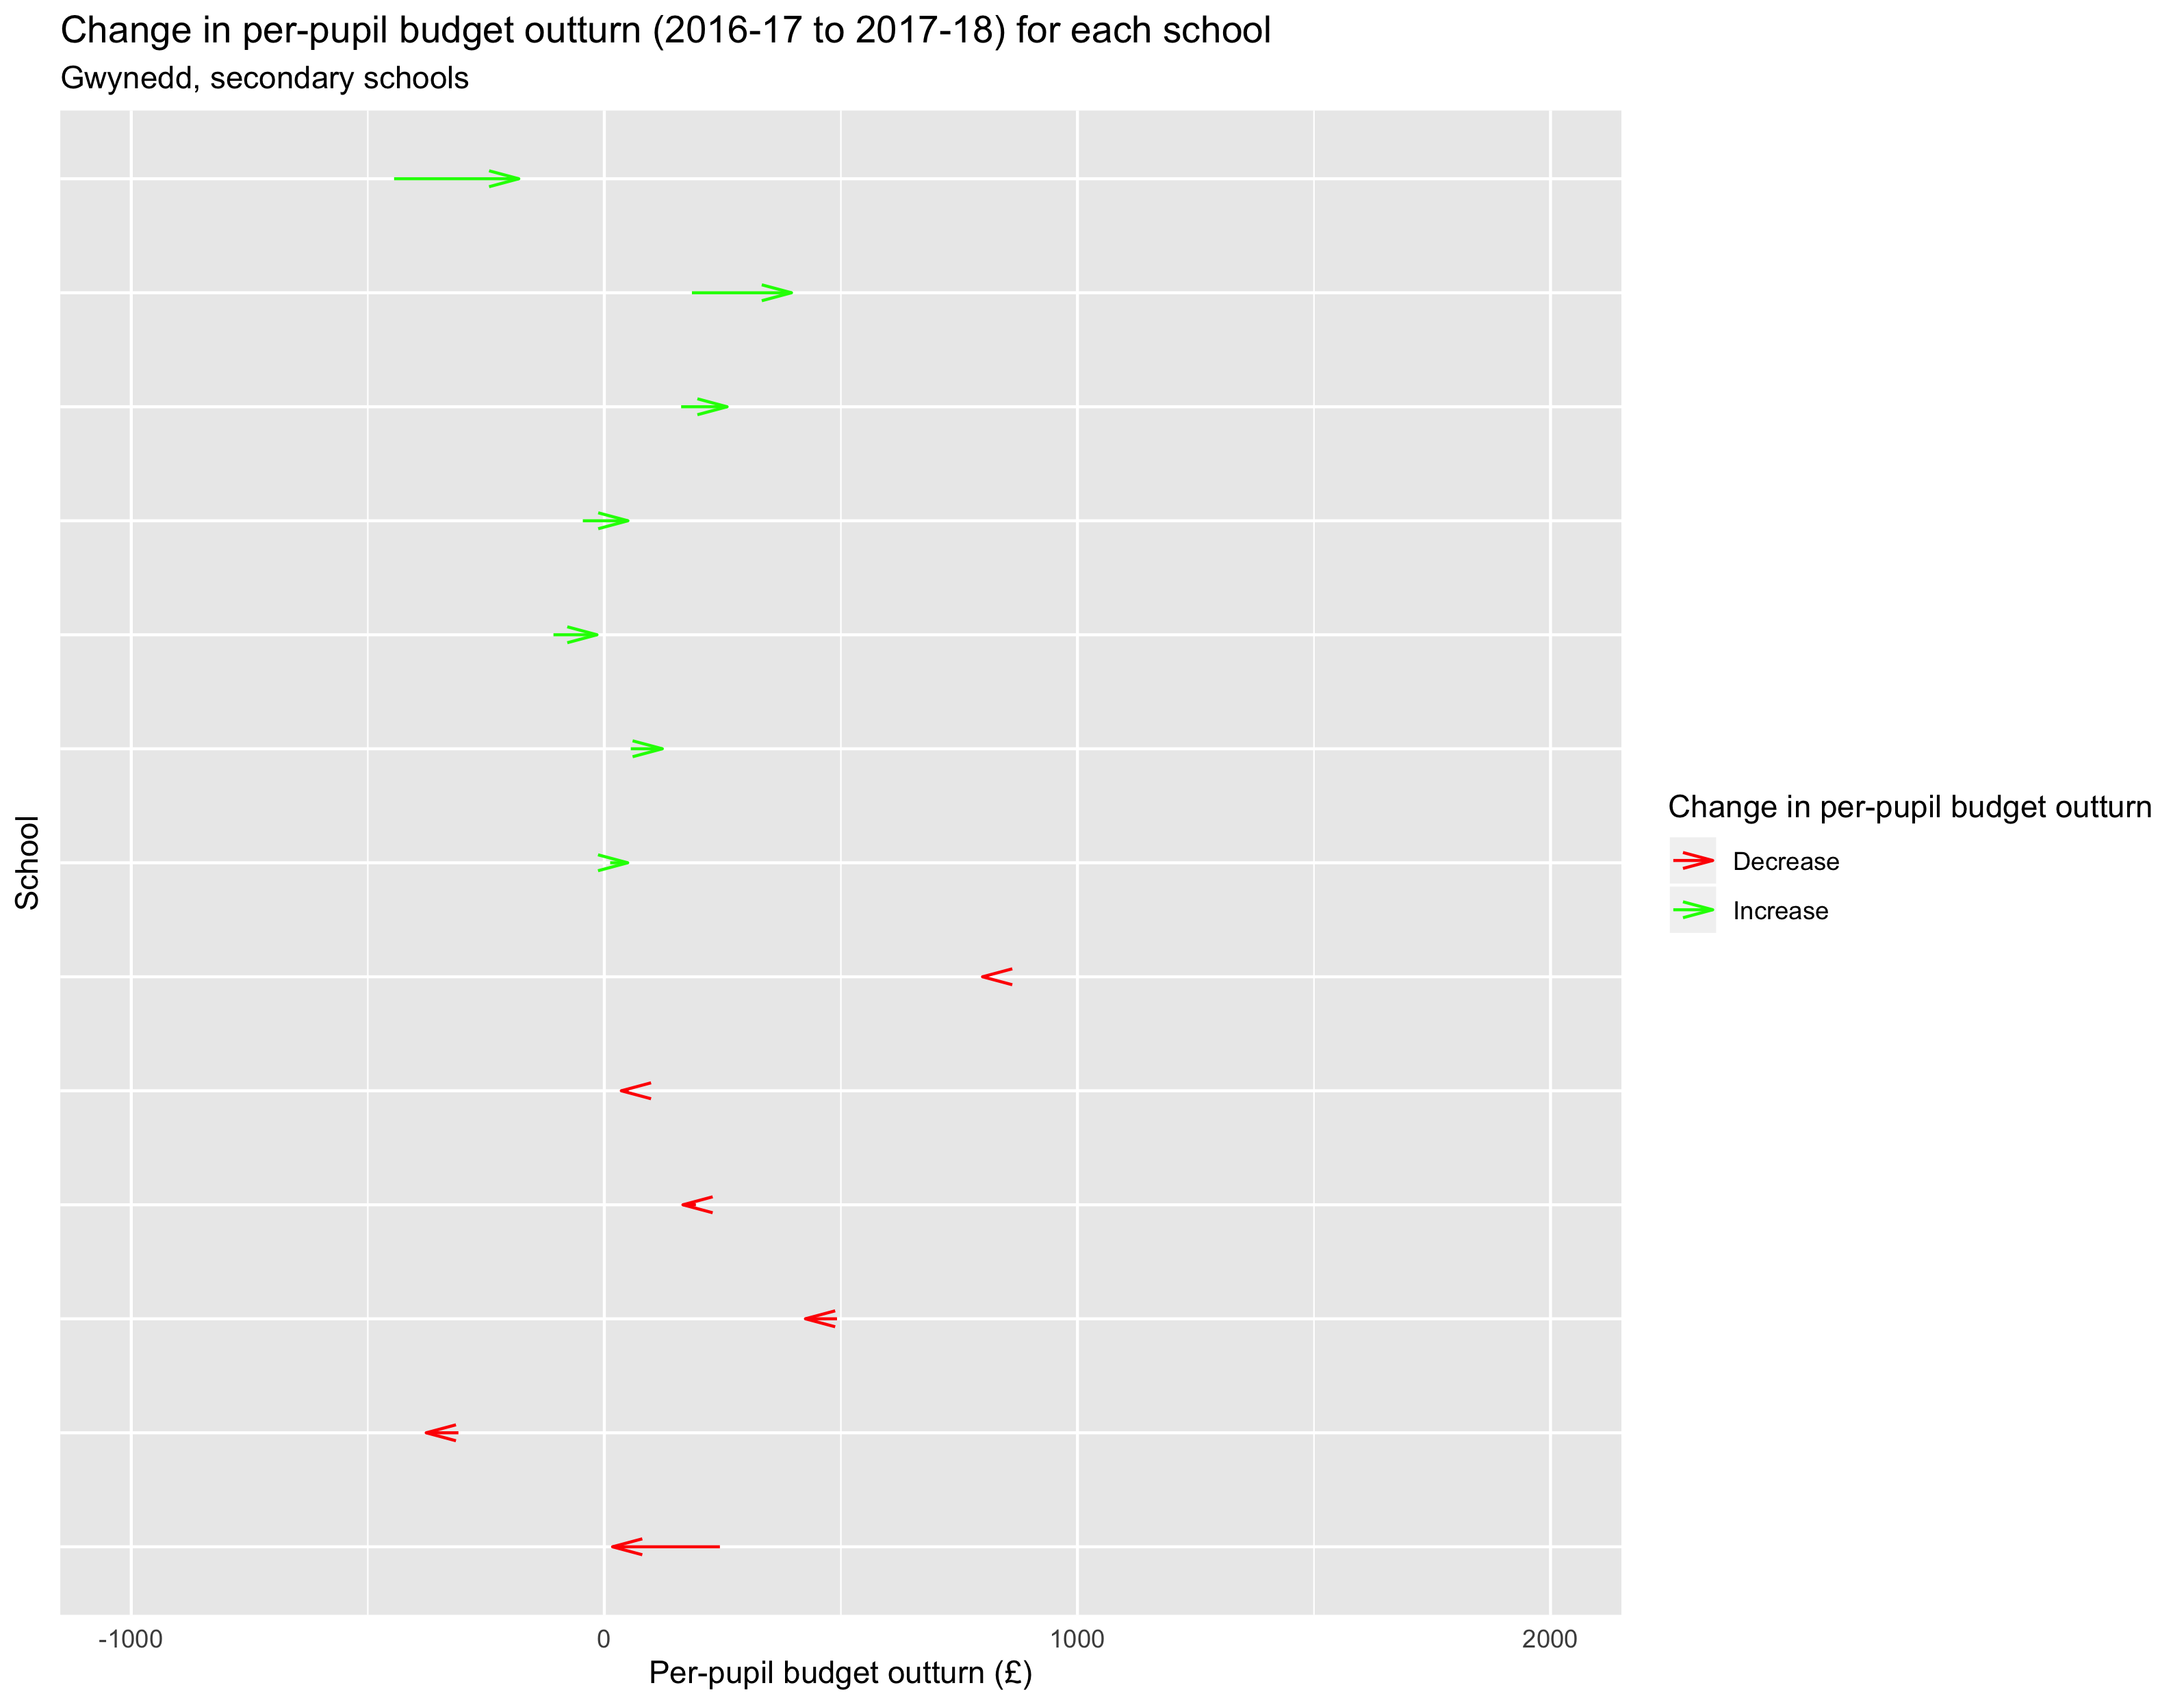 Change in per-pupil budget outturn (2016-17 to 2017-18) for each school
Gwynedd, secondary schools
School
Change in per-pupil budget outturn
Decrease
Increase
-1000 0 1000 2000
Per-pupil budget outturn (£)